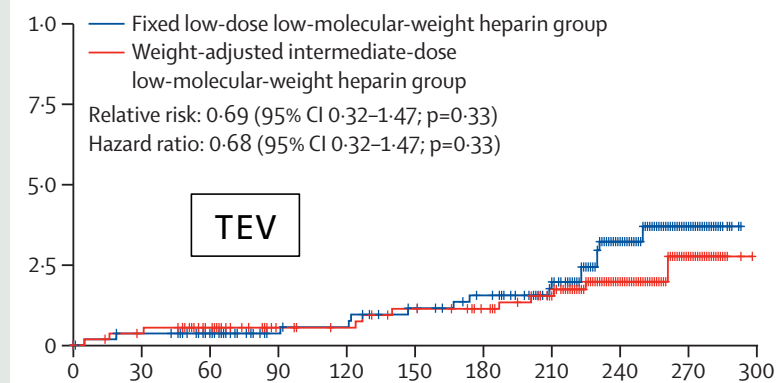 1·0
Fixed low-dose low-molecular-weight heparin group
Weight-adjusted intermediate-dose
low-molecular-weight heparin group
7·5
Relative risk: 0·69 (95% CI 0·32–1·47; p=0·33)
Hazard ratio: 0·68 (95% CI 0·32–1·47; p=0·33)
5·0
TEV
2·5
0
0 30 60 90 120 150 180 210 240 270 300